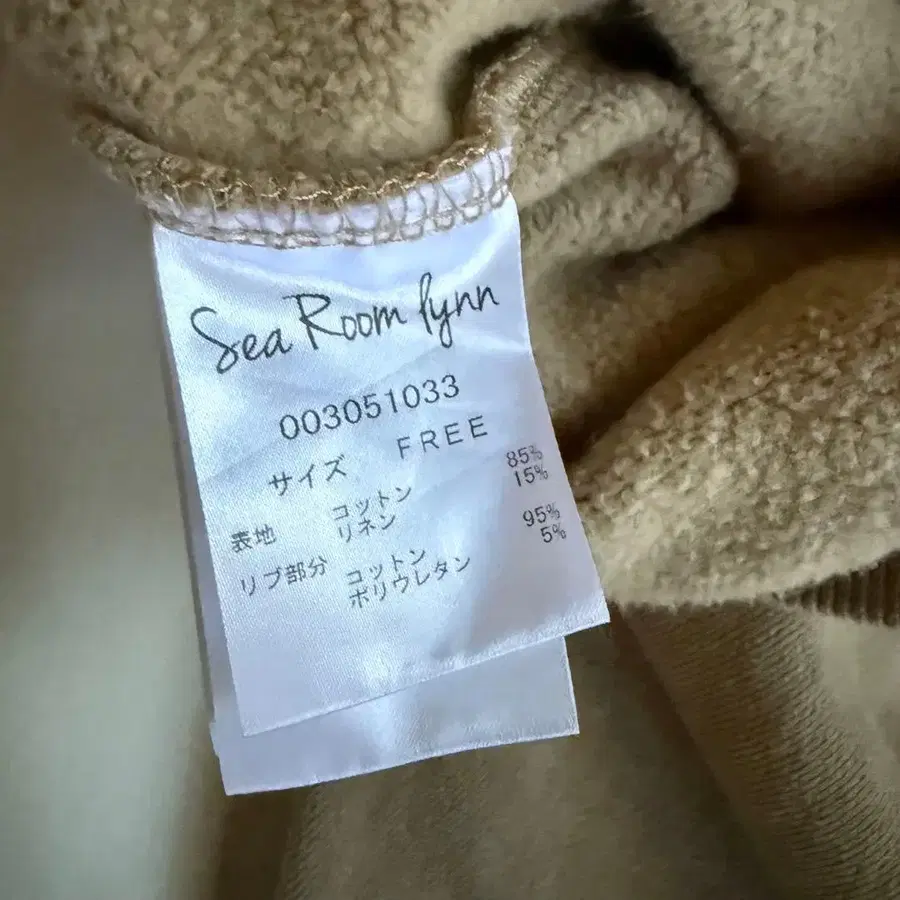 Sea Room lynn
003051033
サイズ FREE
表地 コットン 85%
リネン 15%
リブ部分 コットン 95%
ポリウレタン 5%